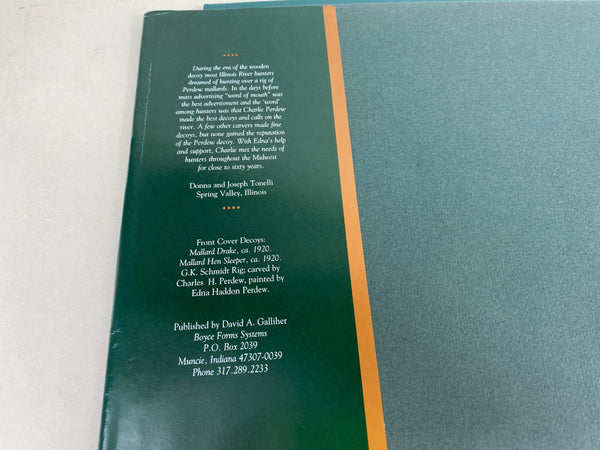 ★★★★
During the era of the wooden
decoy most Illinois River hunters
dreamed of hunting over a rig of
Perdew mallards. In the days before
mass advertising "word of mouth" was
the best advertisment and the 'word'
among hunters was that Charlie Perdew
made the best decoys and calls on the
river. A few other carvers made fine
decoys, but none gained the reputation
of the Perdew decoy. With Edna's help
and support, Charlie met the needs of
hunters throughout the Midwest
for close to sixty years.
Donna and Joseph Tonelli
Spring Valley, Illinois
★★★★
Front Cover Decoys:
Mallard Drake, ca. 1920.
Mallard Hen Sleeper, ca. 1920.
G.K. Schmidt Rig; carved by
Charles H. Perdew, painted by
Edna Haddon Perdew.
Published by David A. Galliher
Boyce Forms Systems
P.O. Box 2039
Muncie, Indiana 47307-0039
Phone 317.289.2233